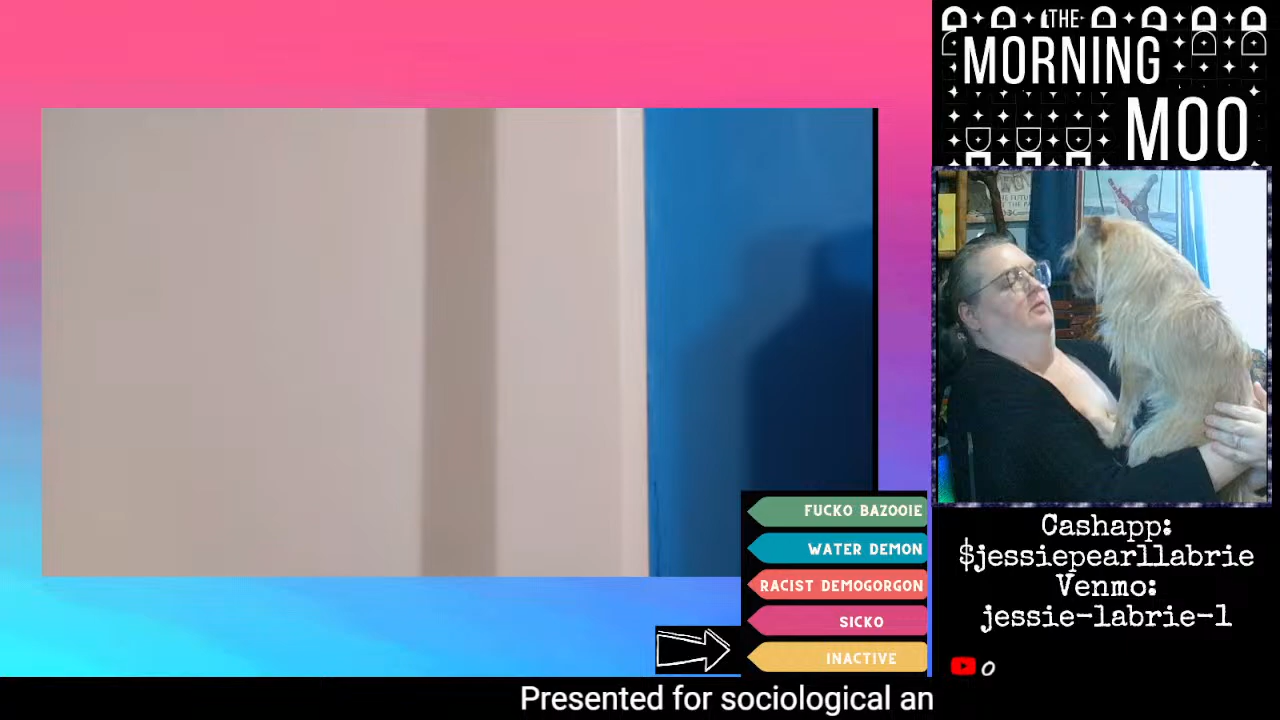 THE
MORNING
MOO
FUCKO BAZOOIE
WATER DEMON
RACIST DEMOGORGON
SICKO
INACTIVE
Cashapp:
$jessiepearllabrie
Venmo:
jessie-labrie-1
0
Presented for sociological an